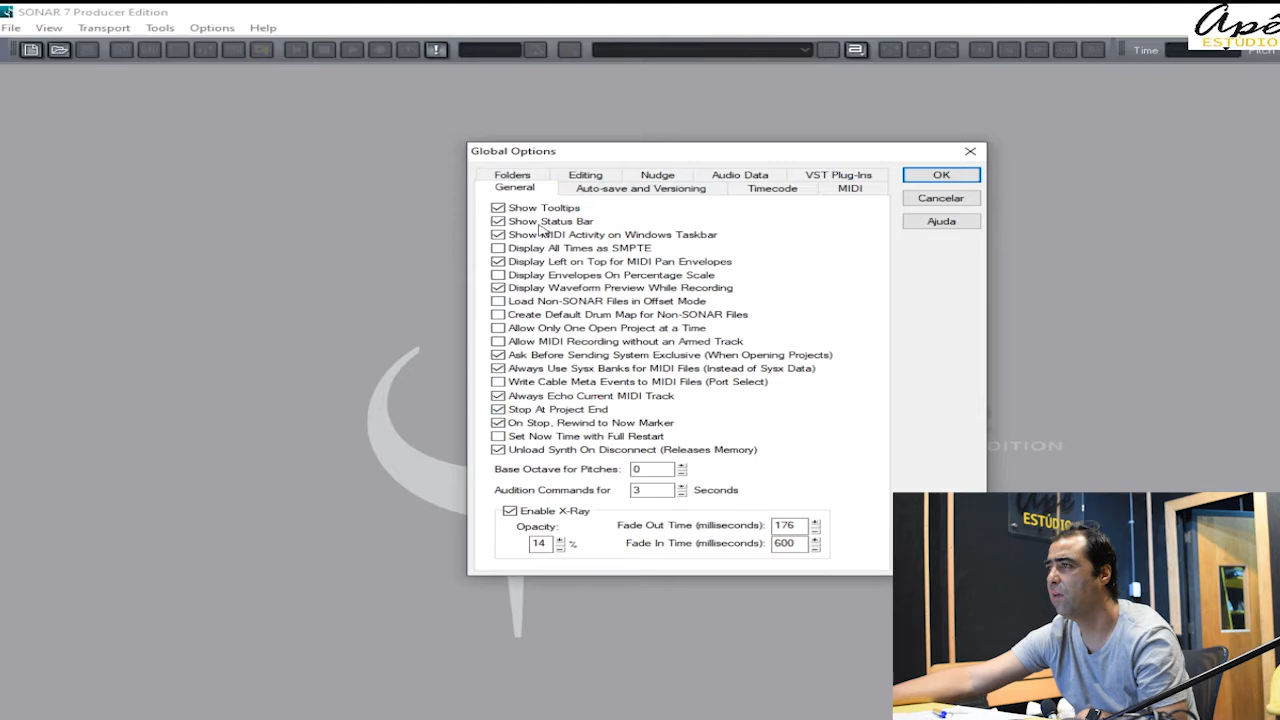 SONAR 7 Producer Edition
File View Transport Tools Options Help
Apé
ESTÚDIO
Time
Pitch
Global Options
Folders Editing Nudge Audio Data VST Plug-Ins
General Auto-save and Versioning Timecode MIDI
OK
Cancelar
Ajuda
Show Tooltips
Show Status Bar
Show MIDI Activity on Windows Taskbar
Display All Times as SMPTE
Display Left on Top for MIDI Pan Envelopes
Display Envelopes On Percentage Scale
Display Waveform Preview While Recording
Load Non-SONAR Files in Offset Mode
Create Default Drum Map for Non-SONAR Files
Allow Only One Open Project at a Time
Allow MIDI Recording without an Armed Track
Ask Before Sending System Exclusive (When Opening Projects)
Always Use Sysx Banks for MIDI Files (Instead of Sysx Data)
Write Cable Meta Events to MIDI Files (Port Select)
Always Echo Current MIDI Track
Stop At Project End
On Stop, Rewind to Now Marker
Set Now Time with Full Restart
Unload Synth On Disconnect (Releases Memory)
Base Octave for Pitches: 0
Audition Commands for 3 Seconds
Enable X-Ray
Opacity:
14 %
Fade Out Time (milliseconds): 176
Fade In Time (milliseconds): 600
DITION
Apé
ESTÚDIO